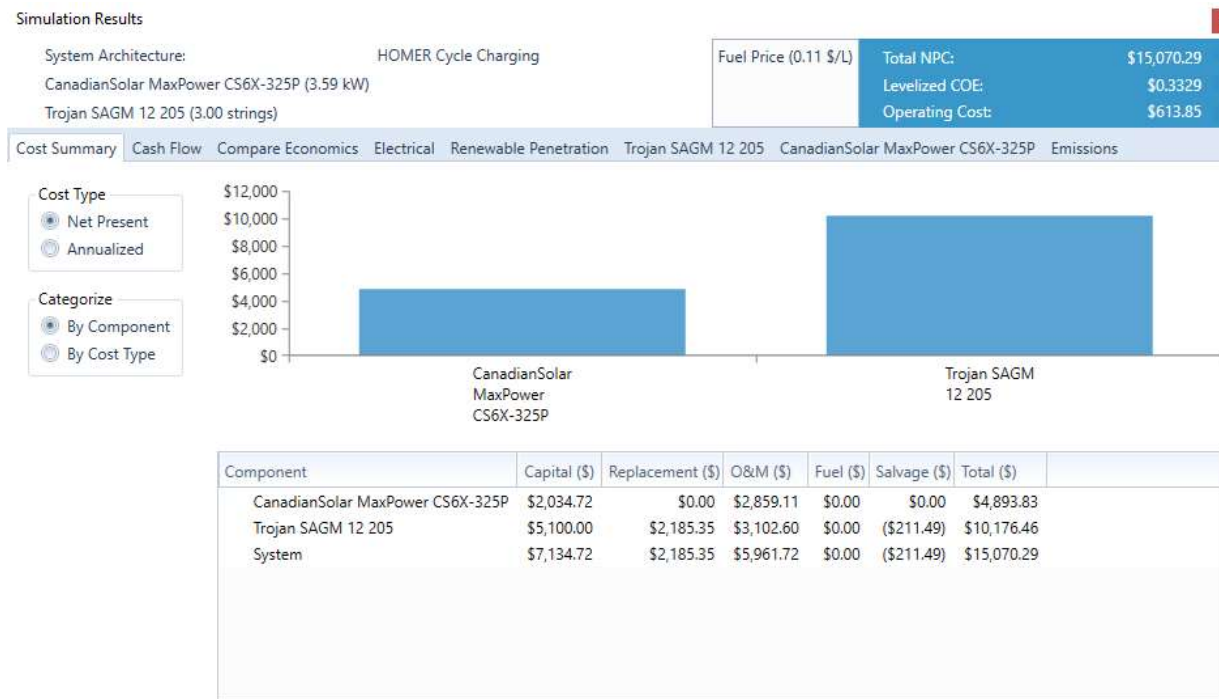 Simulation Results
System Architecture: HOMER Cycle Charging
CanadianSolar MaxPower CS6X-325P (3.59 kW)
Trojan SAGM 12 205 (3.00 strings)
Fuel Price (0.11 $/L)
Total NPC: $15,070.29
Levelized COE: $0.3329
Operating Cost: $613.85
Cost Summary Cash Flow Compare Economics Electrical Renewable Penetration Trojan SAGM 12 205 CanadianSolar MaxPower CS6X-325P Emissions
Cost Type
Net Present
Annualized
Categorize
By Component
By Cost Type
$12,000
$10,000
$8,000
$6,000
$4,000
$2,000
$0
CanadianSolar
MaxPower
CS6X-325P
Trojan SAGM
12 205
Component Capital ($) Replacement ($) O&M ($) Fuel ($) Salvage ($) Total ($)
CanadianSolar MaxPower CS6X-325P $2,034.72 $0.00 $2,859.11 $0.00 $0.00 $4,893.83
Trojan SAGM 12 205 $5,100.00 $2,185.35 $3,102.60 $0.00 ($211.49) $10,176.46
System $7,134.72 $2,185.35 $5,961.72 $0.00 ($211.49) $15,070.29